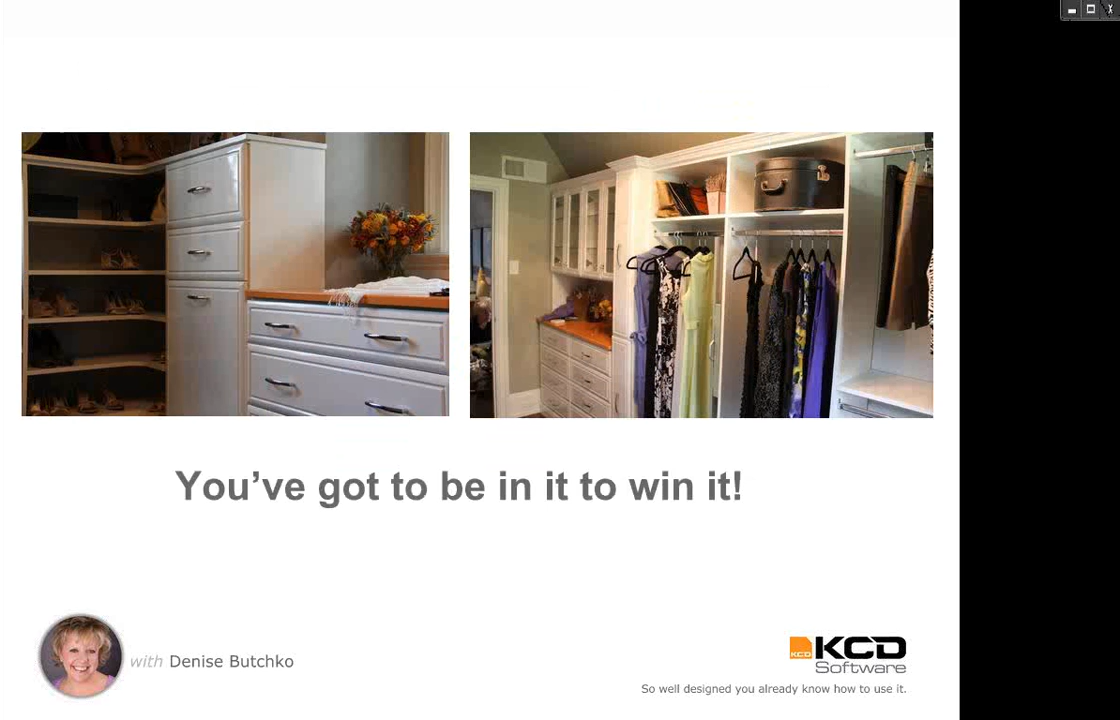 You've got to be in it to win it!
with Denise Butchko
KCD
KCD
Software
So well designed you already know how to use it.